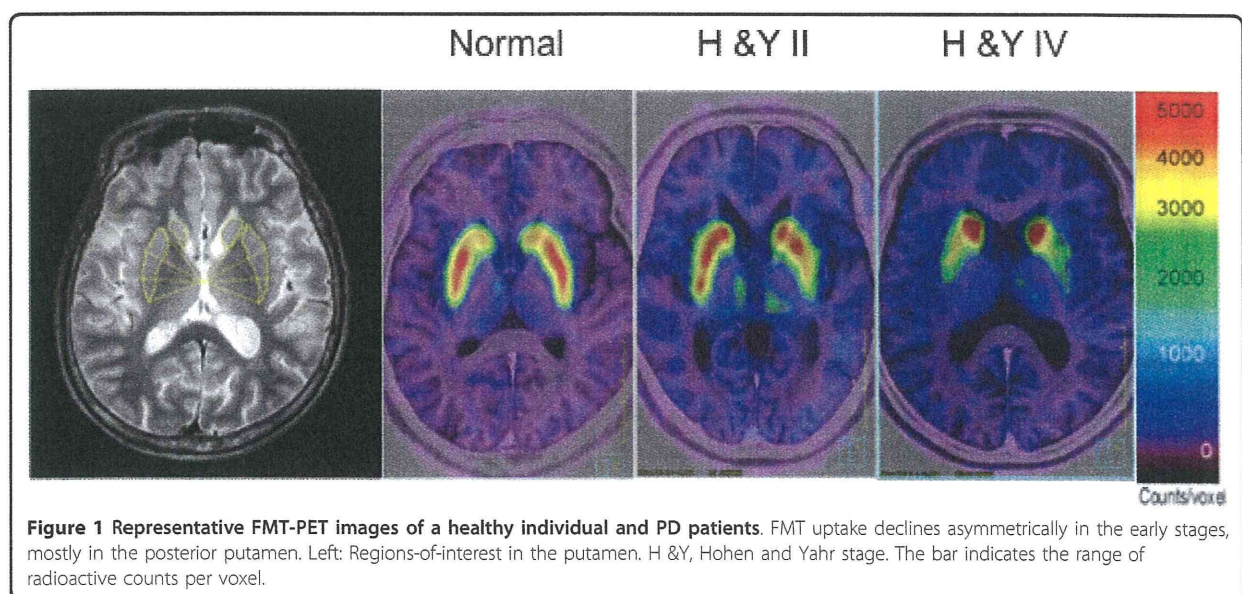 Normal H &Y II H &Y IV
5000
4000
3000
2000
1000
0
Counts/voxel
Figure 1 Representative FMT-PET images of a healthy individual and PD patients. FMT uptake declines asymmetrically in the early stages,
mostly in the posterior putamen. Left: Regions-of-interest in the putamen. H &Y, Hohen and Yahr stage. The bar indicates the range of
radioactive counts per voxel.